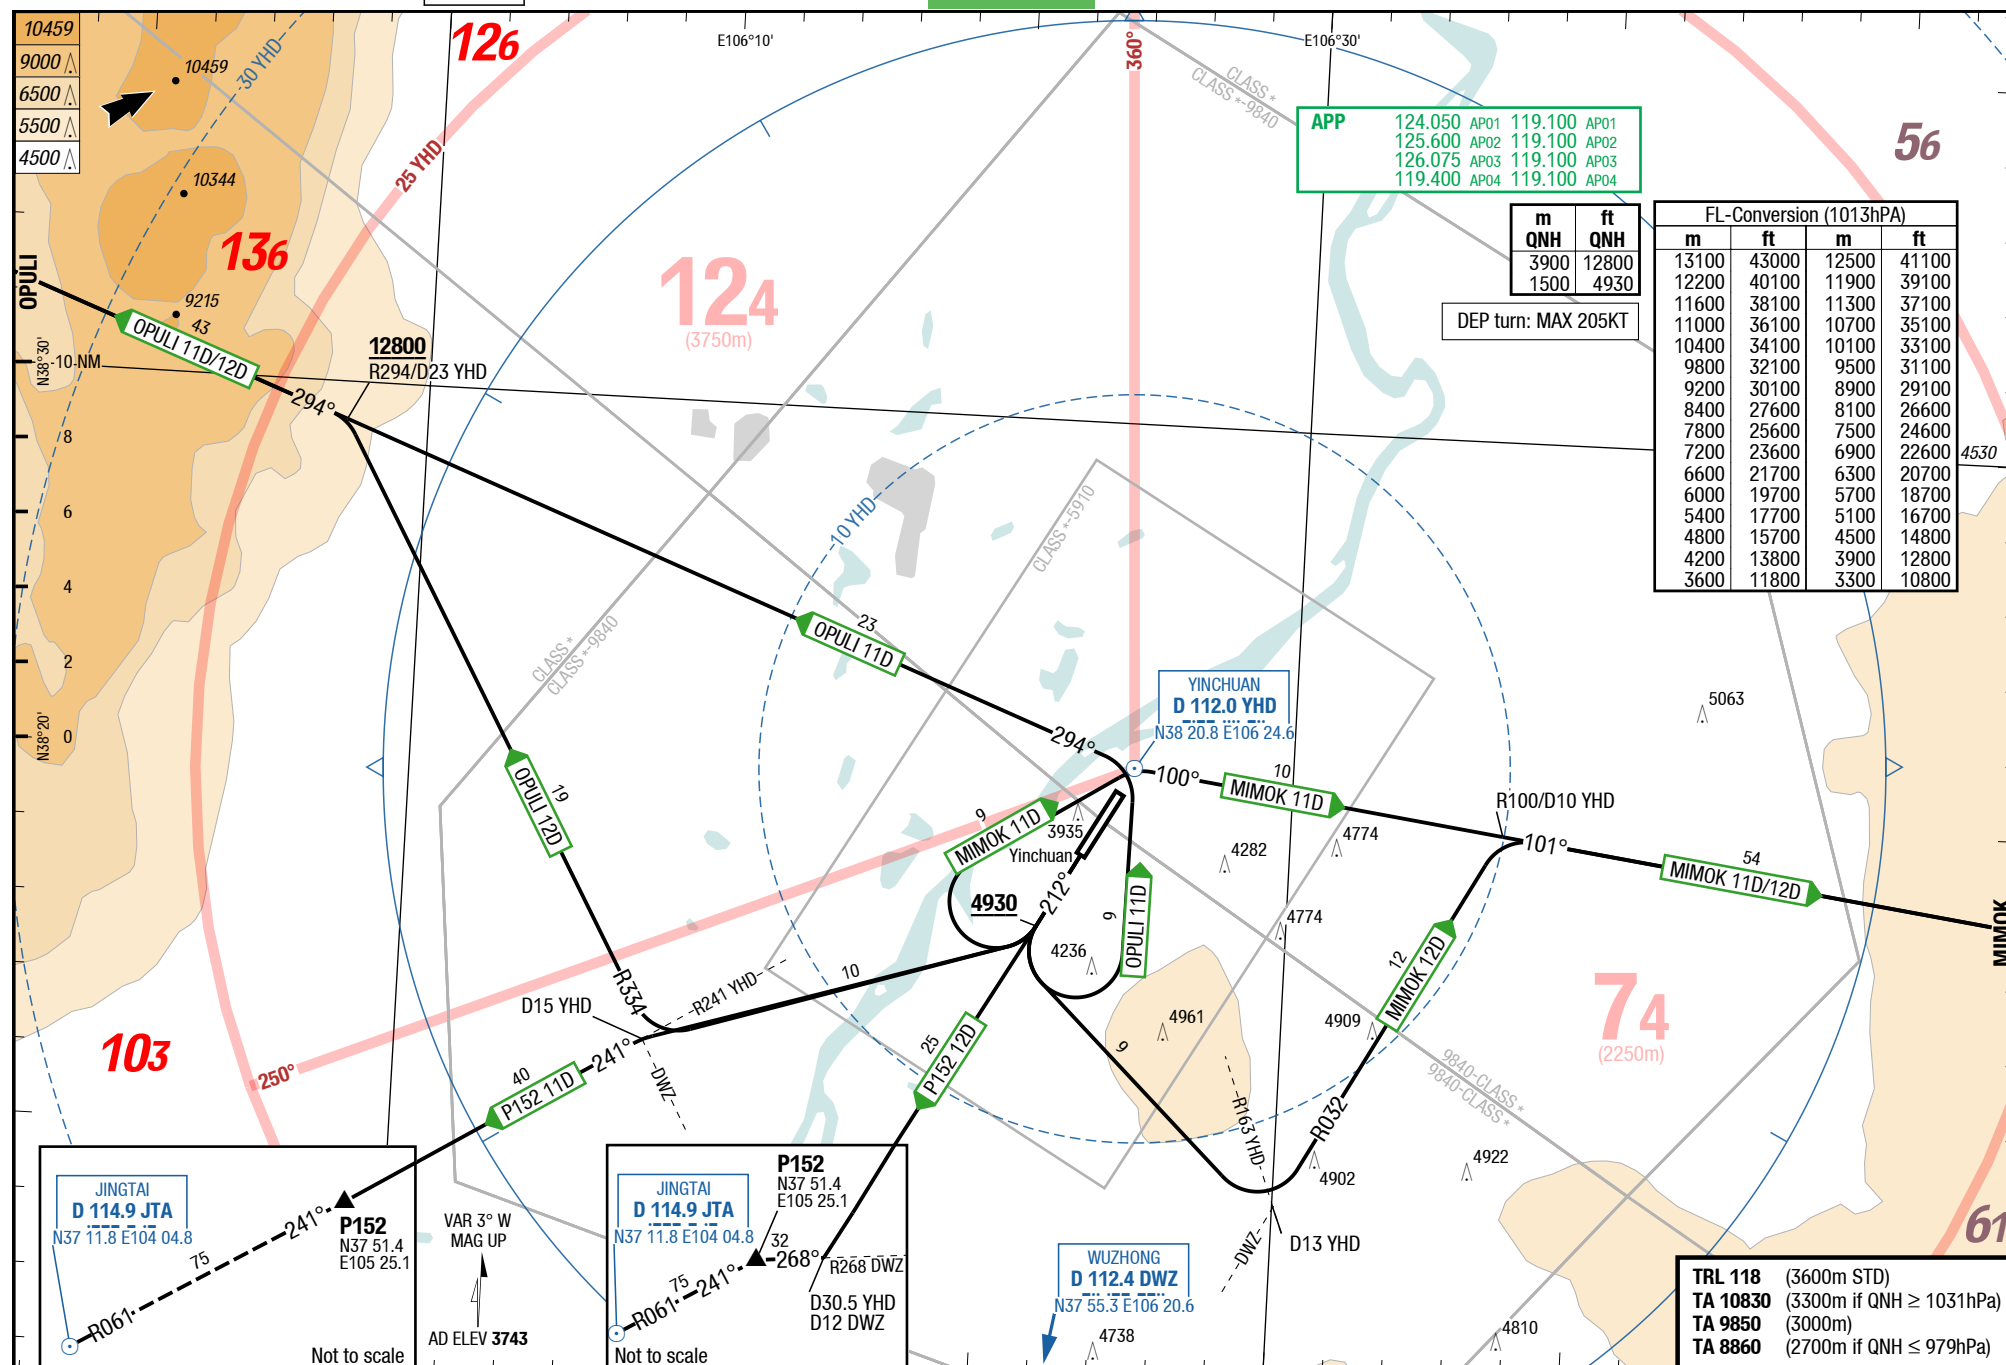 10459
9000
6500
5500
4500
126
10459
30 YHD
10344
25 YHD
136
OPULI
9215
43
OPULI 11D/12D
294°
N38°30'
10 NM
8
6
4
2
0
N38°20'
12800
R294/D23 YHD
E106°10'
E106°30'
360°
CLASS *
CLASS *-9840
124
(3750m)
56
APP
124.050 AP01 119.100 AP01
125.600 AP02 119.100 AP02
126.075 AP03 119.100 AP03
119.400 AP04 119.100 AP04
m ft
QNH QNH
3900 12800
1500 4930
DEP turn: MAX 205KT
FL-Conversion (1013hPA)
m ft m ft
13100 43000 12500 41100
12200 40100 11900 39100
11600 38100 11300 37100
11000 36100 10700 35100
10400 34100 10100 33100
9800 32100 9500 31100
9200 30100 8900 29100
8400 27600 8100 26600
7800 25600 7500 24600
7200 23600 6900 22600
6600 21700 6300 20700
6000 19700 5700 18700
5400 17700 5100 16700
4800 15700 4500 14800
4200 13800 3900 12800
3600 11800 3300 10800
4530
10 YHD
CLASS *-5910
CLASS *
CLASS *-9840
23
OPULI 11D
294°
YINCHUAN
D 112.0 YHD
N38 20.8 E106 24.6
5063
19
OPULI 12D
9
MIMOK 11D
3935
Yinchuan
212°
4930
100°
10
MIMOK 11D
R100/D10 YHD
4774
4282
101°
54
MIMOK 11D/12D
MIMOK
9
OPULI 11D
4236
4774
12
MIMOK 12D
4909
74
(2250m)
R334
D15 YHD
R241 YHD
10
241°
DWZ
40
P152 11D
25
P152 12D
4961
9
R163 YHD
R032
9840-CLASS *
9840-CLASS *
103
250°
4902
4922
61
D13 YHD
DWZ
JINGTAI
D 114.9 JTA
N37 11.8 E104 04.8
75
R061
241°
P152
N37 51.4
E105 25.1
Not to scale
VAR 3° W
MAG UP
AD ELEV 3743
JINGTAI
D 114.9 JTA
N37 11.8 E104 04.8
P152
N37 51.4
E105 25.1
75
R061
241°
32
268°
R268 DWZ
D30.5 YHD
D12 DWZ
Not to scale
WUZHONG
D 112.4 DWZ
N37 55.3 E106 20.6
4738
4810
TRL 118 (3600m STD)
TA 10830 (3300m if QNH ≥ 1031hPa)
TA 9850 (3000m)
TA 8860 (2700m if QNH ≤ 979hPa)